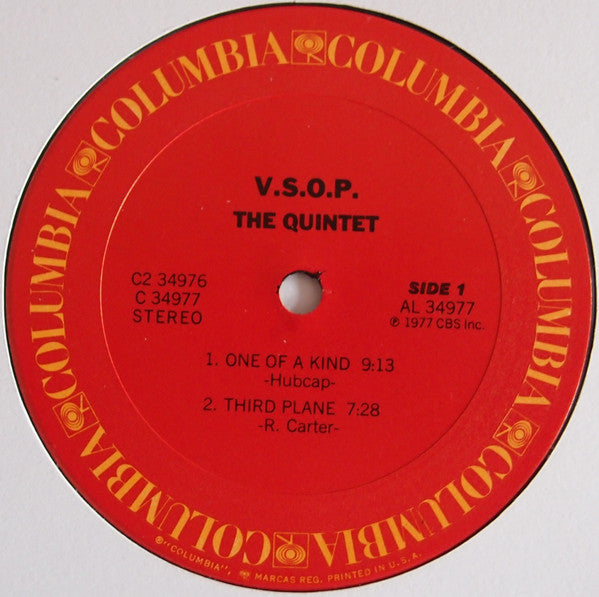 COLUMBIA COLUMBIA COLUMBIA COLUMBIA COLUMBIA COLUMBIA
V.S.O.P.
THE QUINTET
C2 34976
C 34977
STEREO
SIDE 1
AL 34977
℗ 1977 CBS Inc.
1. ONE OF A KIND 9:13
-Hubcap-
2. THIRD PLANE 7:28
-R. Carter-
®"COLUMBIA", MARCAS REG. PRINTED IN U.S.A.